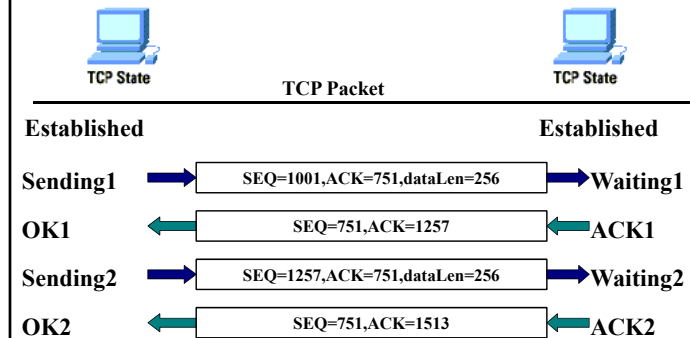 TCP State TCP State
TCP Packet
Established Established
Sending1 SEQ=1001,ACK=751,dataLen=256 Waiting1
OK1 SEQ=751,ACK=1257 ACK1
Sending2 SEQ=1257,ACK=751,dataLen=256 Waiting2
OK2 SEQ=751,ACK=1513 ACK2